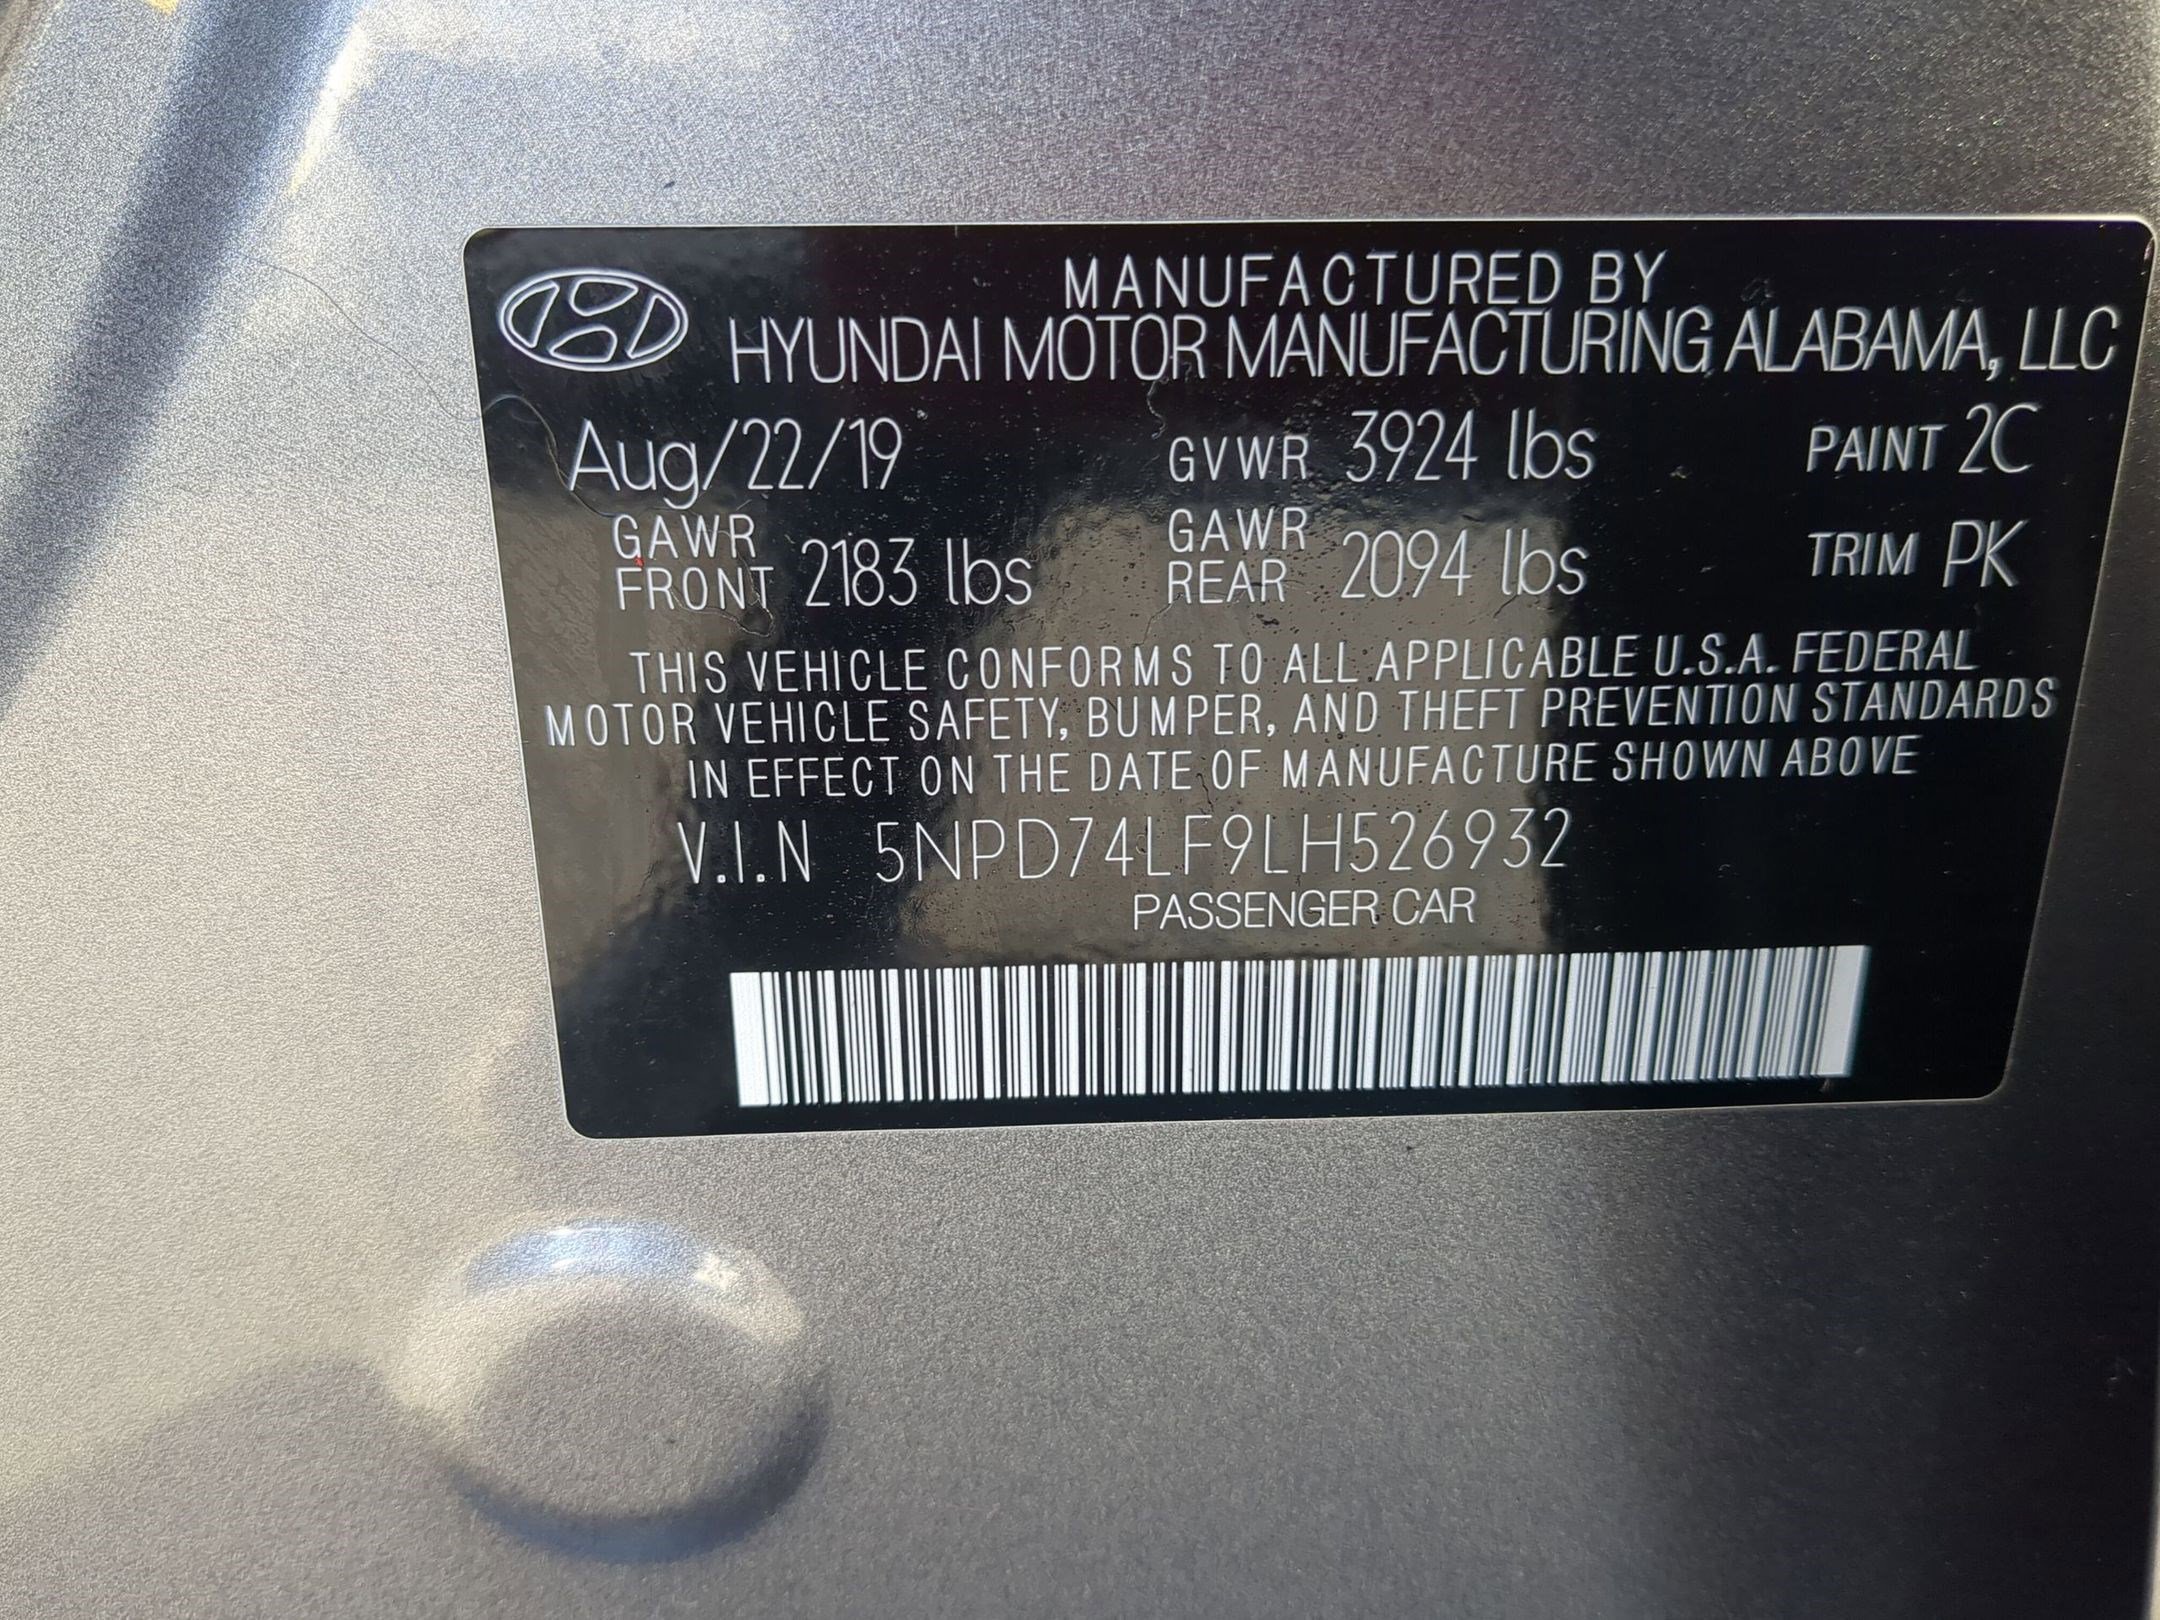 MANUFACTURED BY
HYUNDAI MOTOR MANUFACTURING ALABAMA, LLC
Aug/22/19 GVWR 3924 lbs PAINT 2C
GAWR FRONT 2183 lbs GAWR REAR 2094 lbs TRIM PK
THIS VEHICLE CONFORMS TO ALL APPLICABLE U.S.A. FEDERAL
MOTOR VEHICLE SAFETY, BUMPER, AND THEFT PREVENTION STANDARDS
IN EFFECT ON THE DATE OF MANUFACTURE SHOWN ABOVE
V.I.N 5NPD74LF9LH526932
PASSENGER CAR